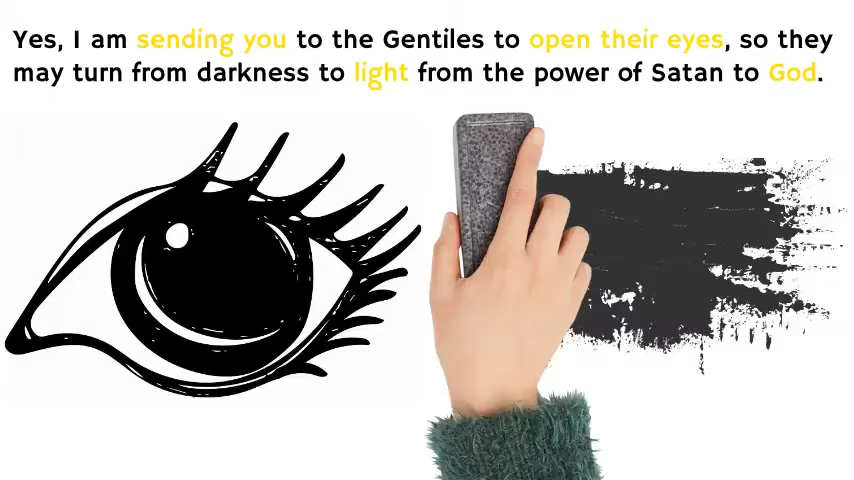 Yes, I am sending you to the Gentiles to open their eyes, so they
may turn from darkness to light from the power of Satan to God.